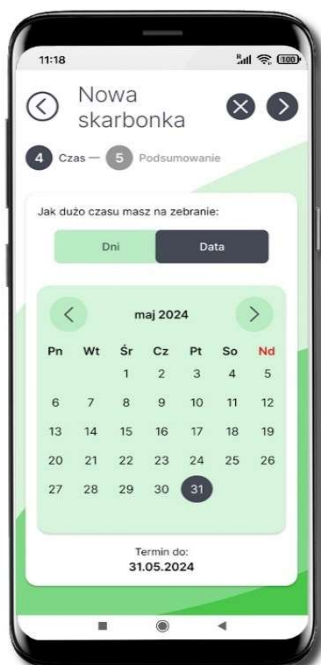 11:18
R 100
Nowa
skarbonka
4 Czas — 5 Podsumowanie
Jak dużo czasu masz na zebranie:
Dni Data
maj 2024
Pn Wt Śr Cz Pt So Nd
1 2 3 4 5
6 7 8 9 10 11 12
13 14 15 16 17 18 19
20 21 22 23 24 25 26
27 28 29 30 31
Termin do:
31.05.2024